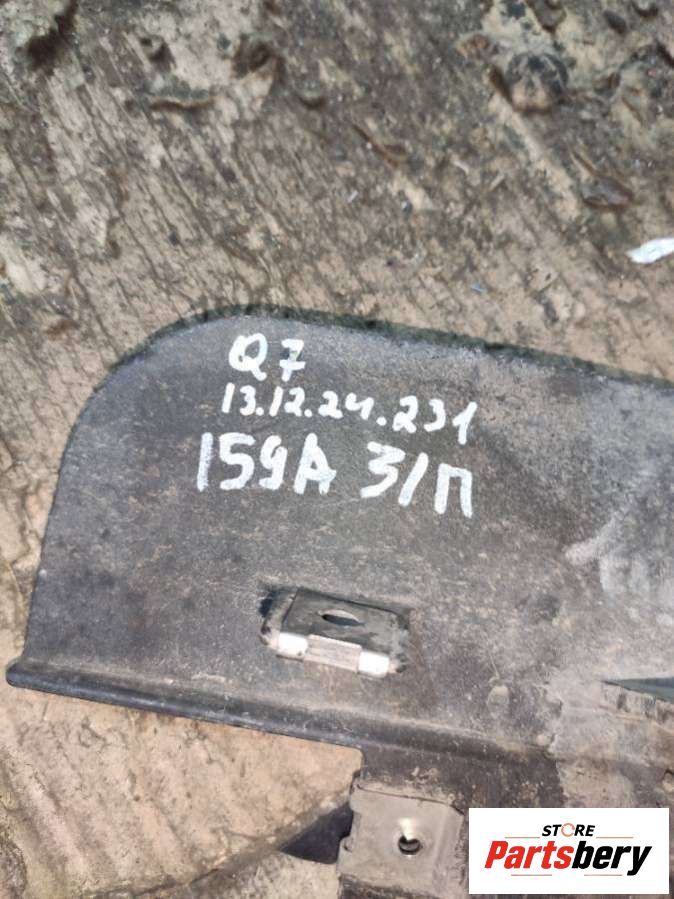 Q7
13.12.24.231
159A З/П
STORE
Partsbery